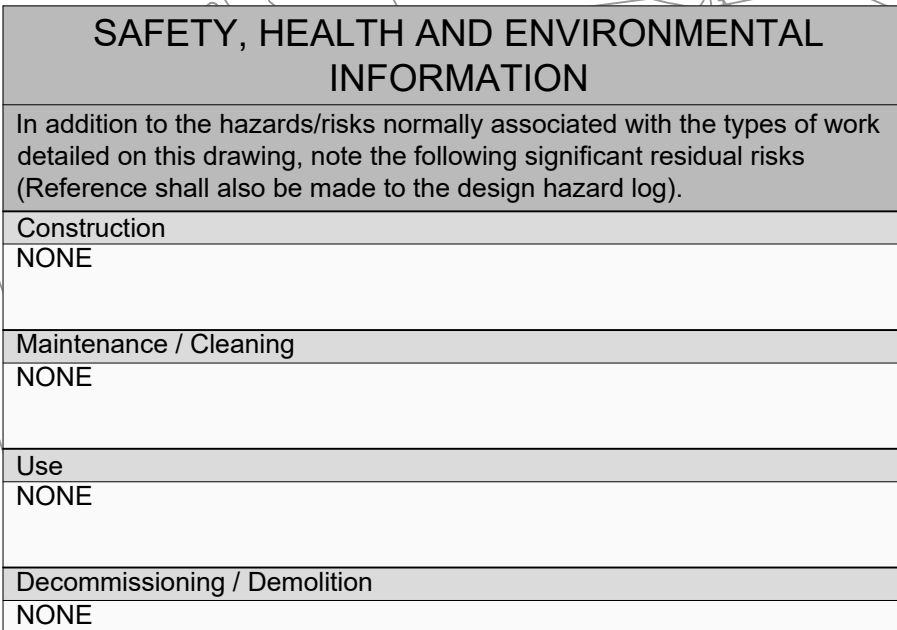 SAFETY, HEALTH AND ENVIRONMENTAL
INFORMATION
In addition to the hazards/risks normally associated with the types of work
detailed on this drawing, note the following significant residual risks
(Reference shall also be made to the design hazard log).
Construction
NONE
Maintenance / Cleaning
NONE
Use
NONE
Decommissioning / Demolition
NONE